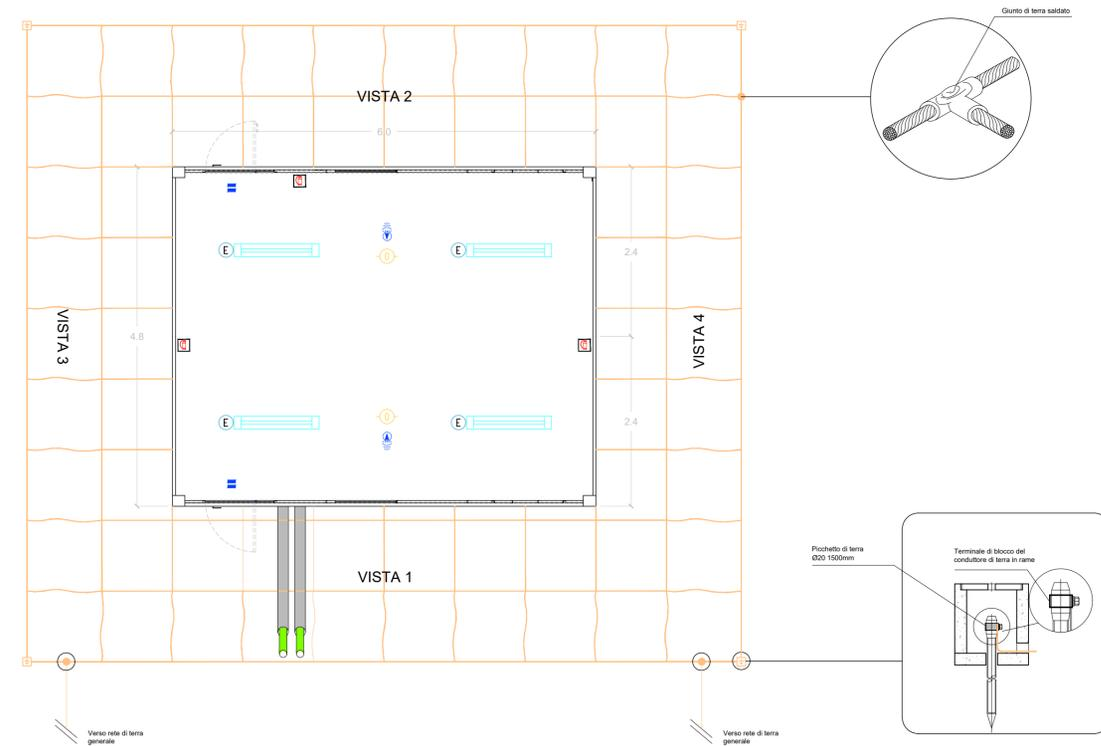 Giunto di terra saldato
VISTA 2
6.0
E
E
2.4
4.8
VISTA 3
VISTA 4
2.4
E
E
VISTA 1
Picchetto di terra
Ø20 1500mm
Terminale di blocco del
conduttore di terra in rame
Verso rete di terra
generale
Verso rete di terra
generale